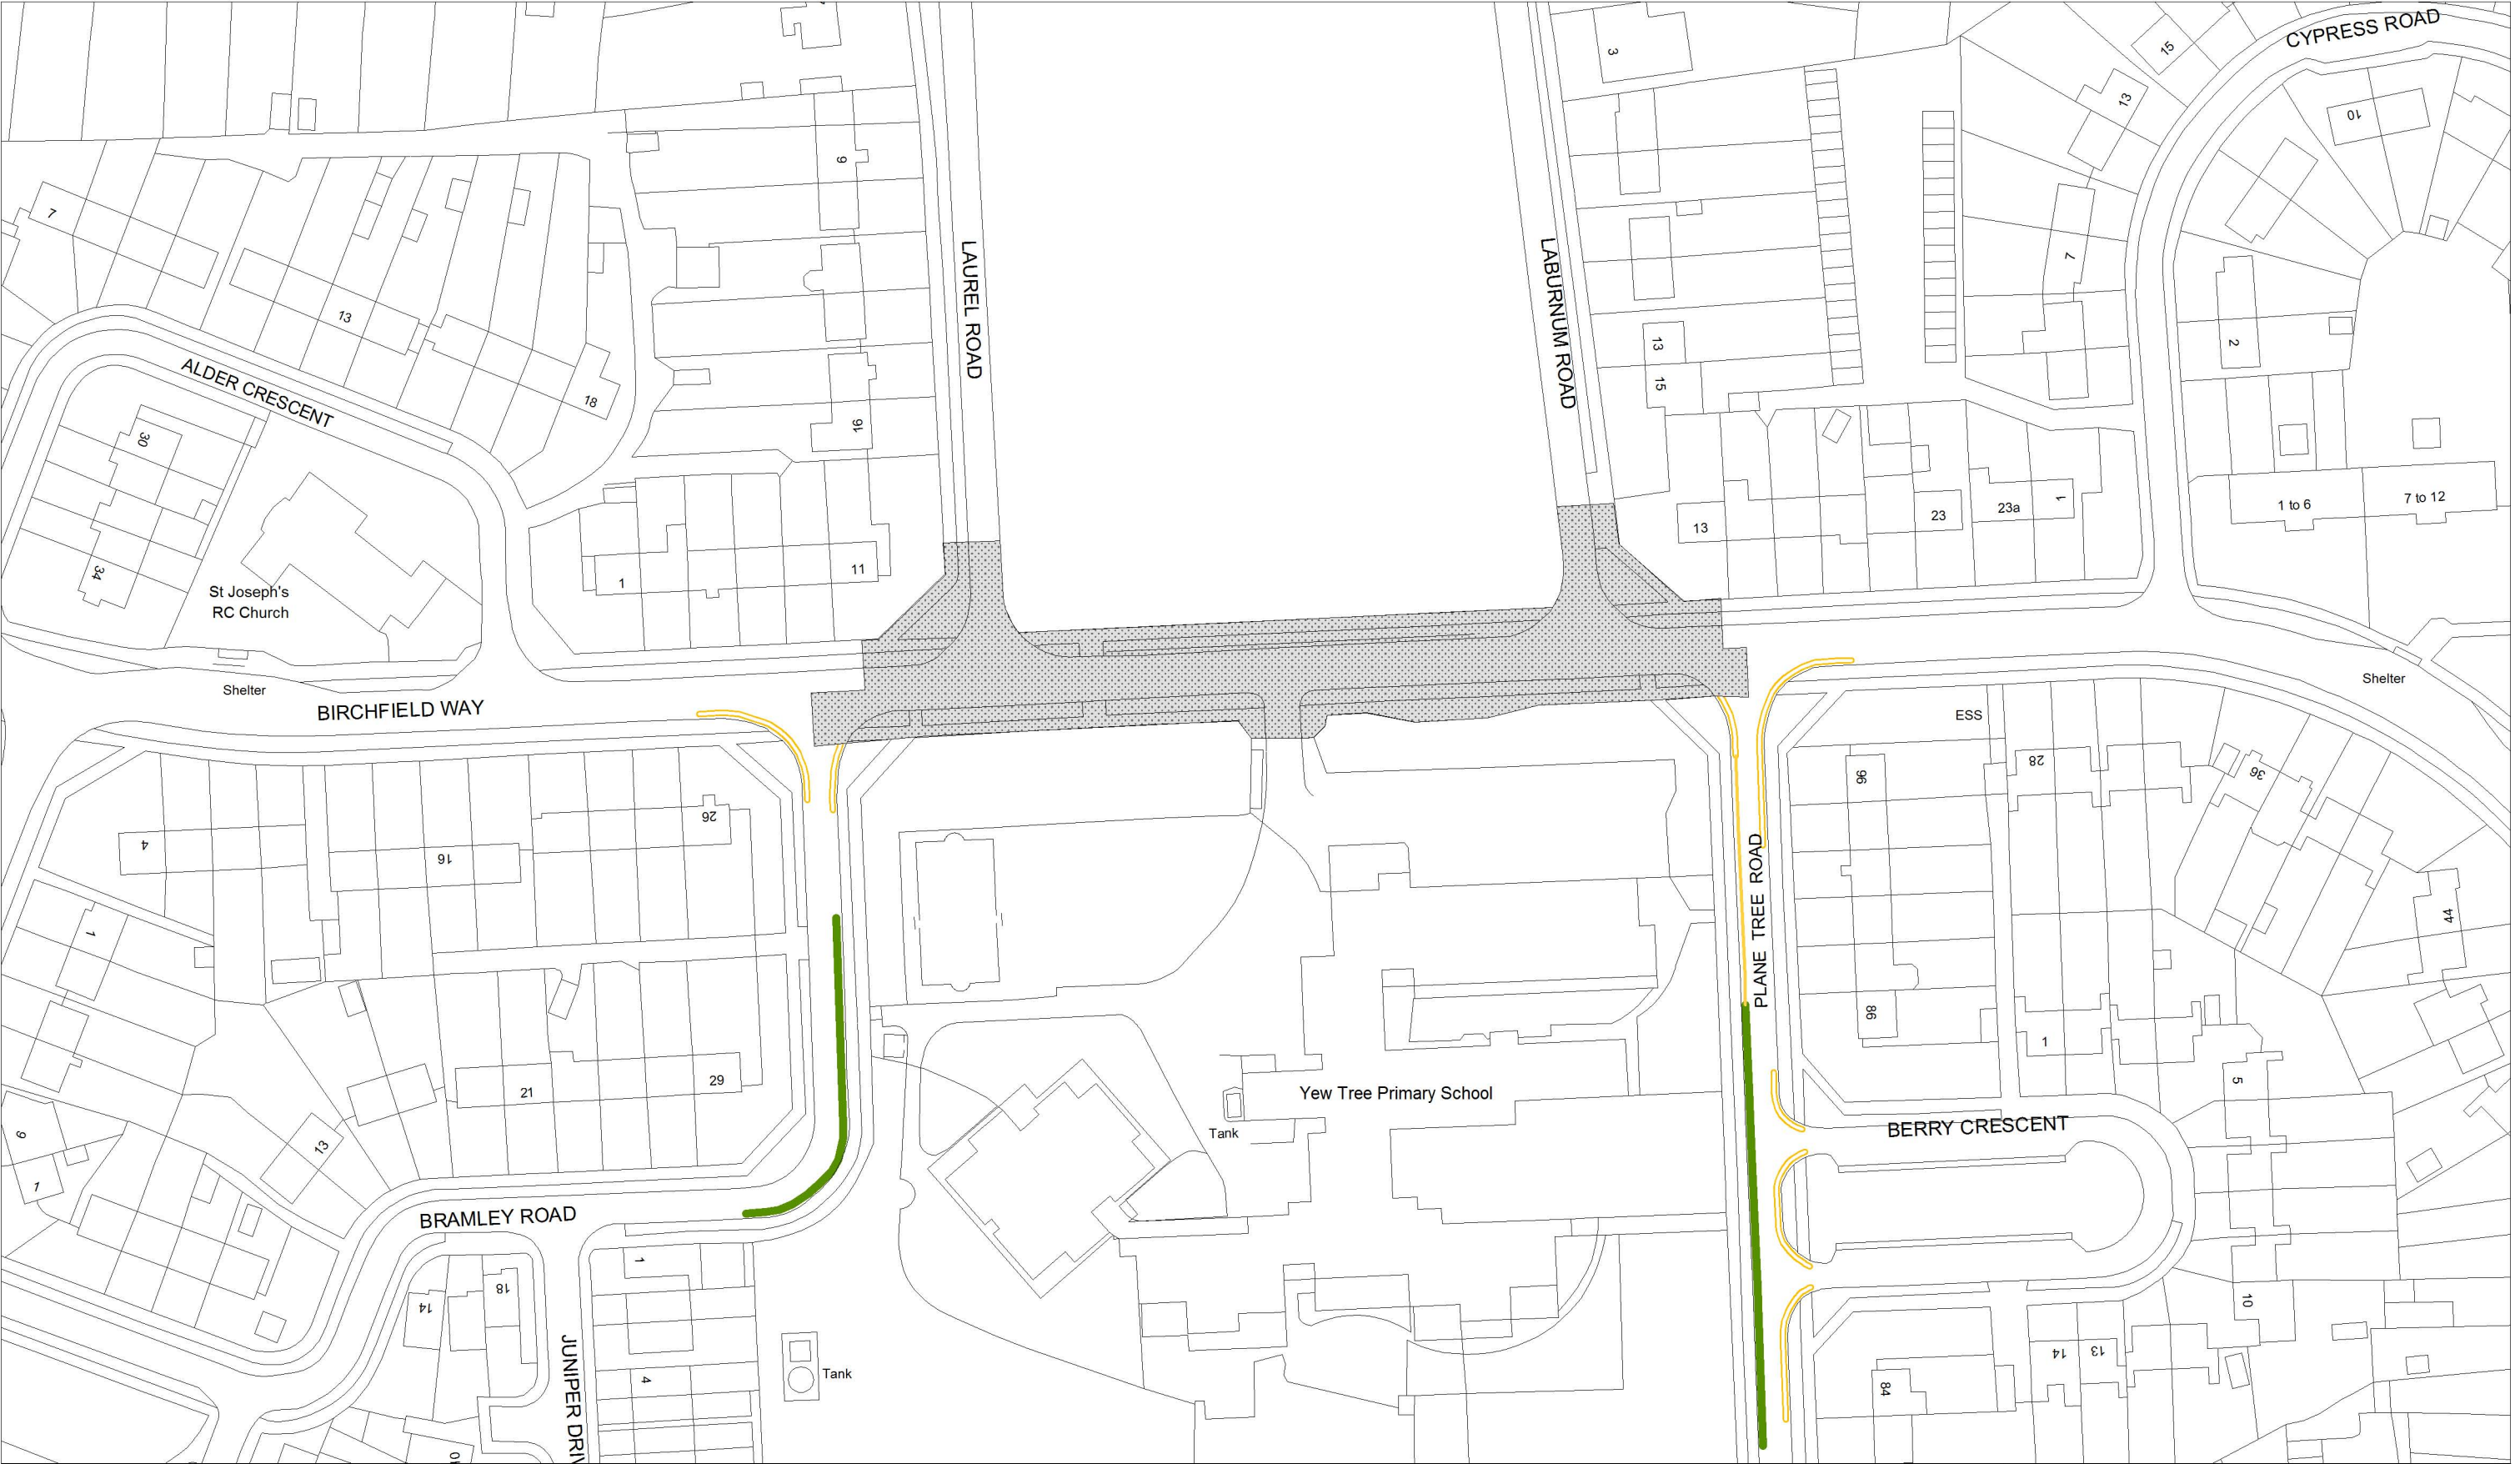 CYPRESS ROAD
3
15
13
10
9
7
LAUREL ROAD
LABURNUM ROAD
7
13
13
2
ALDER CRESCENT
15
18
30
16
1 to 6
7 to 12
13
23
23a
1
34
1
11
St Joseph's
RC Church
Shelter
Shelter
BIRCHFIELD WAY
ESS
28
36
96
26
4
16
PLANE TREE ROAD
44
1
86
1
21
29
5
Yew Tree Primary School
Tank
BERRY CRESCENT
9
13
1
BRAMLEY ROAD
1
18
14
10
JUNIPER DRIV
14
13
4
Tank
84